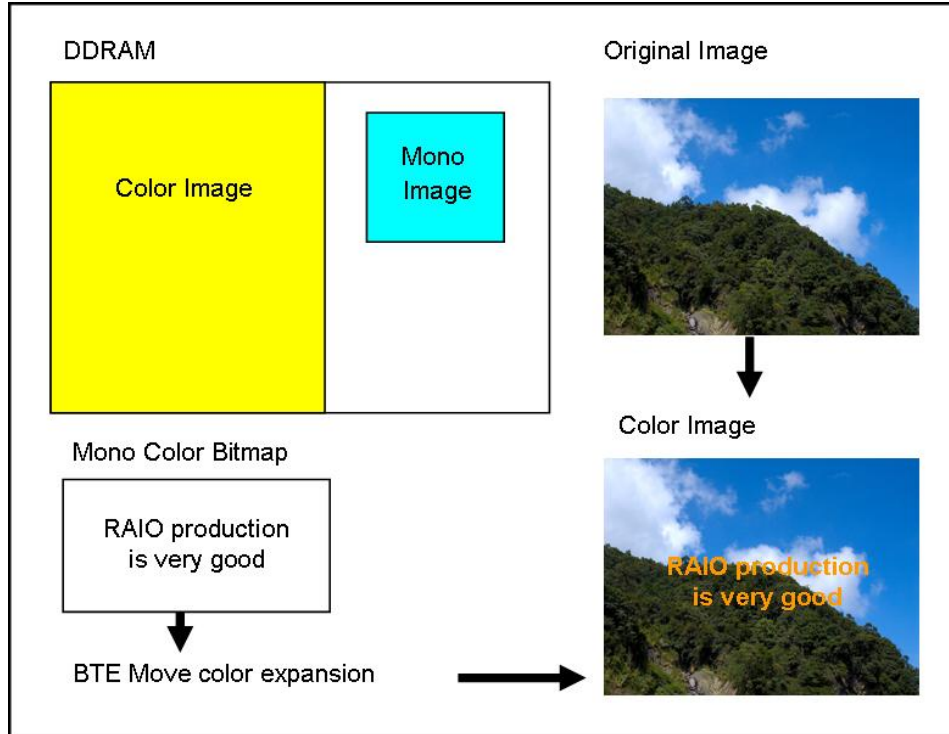 DDRAM
Original Image
Color Image
Mono
Image
Color Image
Mono Color Bitmap
RAIO production
is very good
RAIO production
is very good
BTE Move color expansion